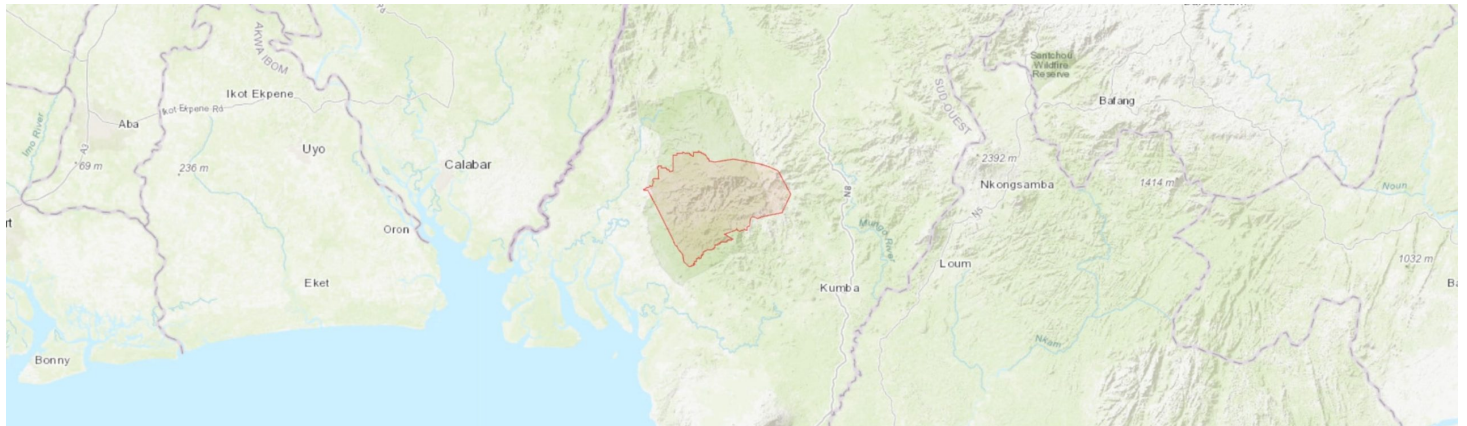 AKWA IBOM
Ikot Ekpene
Ikot Ekpene Rd
Aba
Imo River
A3
69 m
236 m
Uyo
Calabar
Oron
Eket
Bonny
Santchou
Wildlife
Reserve
Bafang
SUD-OUEST
2392 m
1414 m
Nkongsamba
N8
N5
Mungo River
Loum
Kumba
Nkam
Noun
1032 m